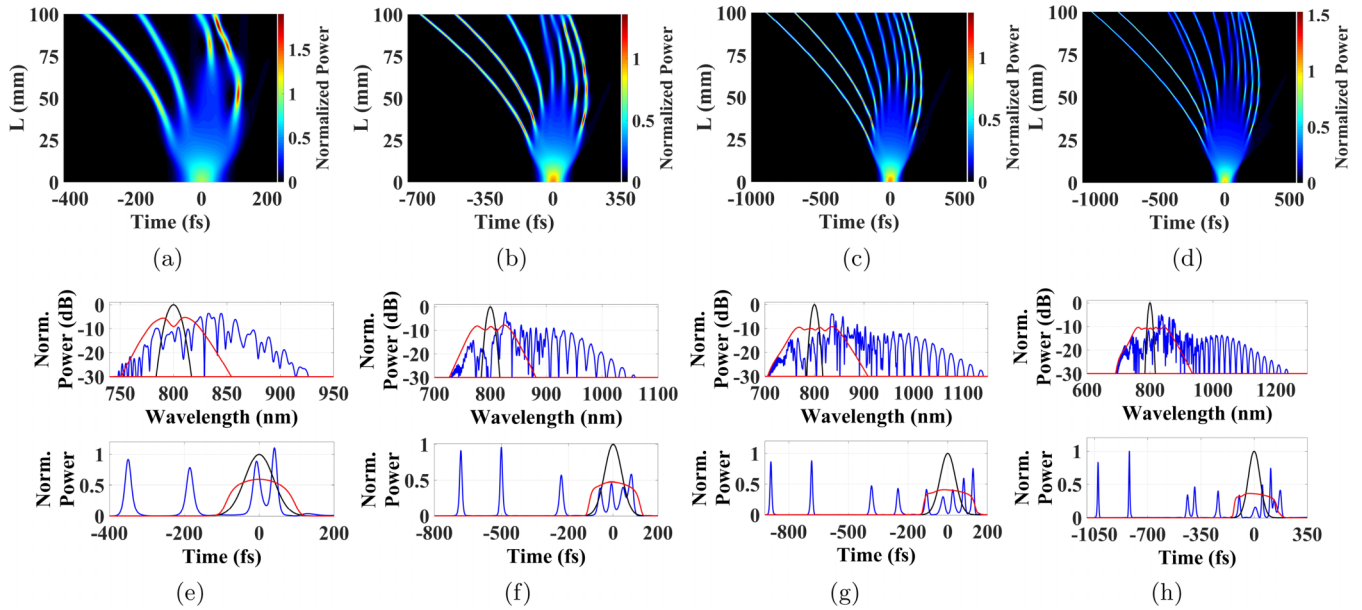 100
75
50
25
0
L (mm)
-400 -200 0 200
Time (fs)
1.5
1
0.5
0
Normalized Power
(a)
100
75
50
25
0
L (mm)
-700 -350 0 350
Time (fs)
1
0.5
0
Normalized Power
(b)
100
75
50
25
0
L (mm)
-1000 -500 0 500
Time (fs)
1
0.5
0
Normalized Power
(c)
100
75
50
25
0
L (mm)
-1000 -500 0 500
Time (fs)
1.5
1
0.5
0
Normalized Power
(d)
Norm.
Power (dB)
0
-10
-20
-30
750 800 850 900 950
Wavelength (nm)
Norm.
Power
1
0.5
0
-400 -200 0 200
Time (fs)
(e)
Norm.
Power (dB)
0
-10
-20
-30
700 800 900 1000 1100
Wavelength (nm)
Norm.
Power
1
0.5
0
-800 -500 -200 0 200
Time (fs)
(f)
Norm.
Power (dB)
0
-10
-20
-30
700 800 900 1000 1100
Wavelength (nm)
Norm.
Power
1
0.5
0
-800 -500 -200 0 200
Time (fs)
(g)
Norm.
Power (dB)
0
-10
-20
-30
600 800 1000 1200
Wavelength (nm)
Norm.
Power
1
0.5
0
-1050 -700 -350 0 350
Time (fs)
(h)